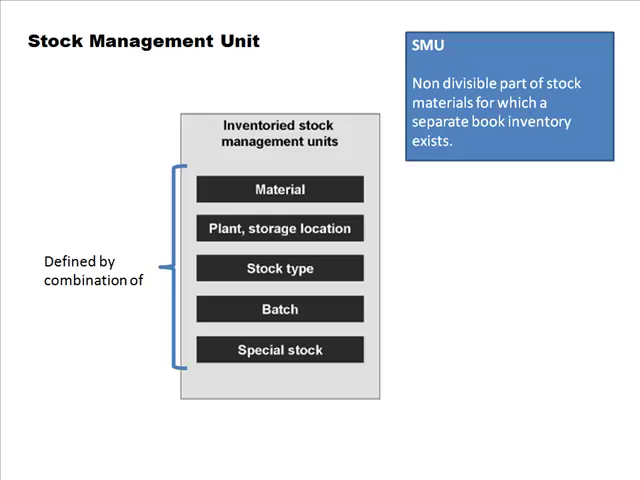 Stock Management Unit
SMU
Non divisible part of stock
materials for which a
separate book inventory
exists.
Inventoried stock
management units
Material
Plant, storage location
Stock type
Batch
Special stock
Defined by
combination of